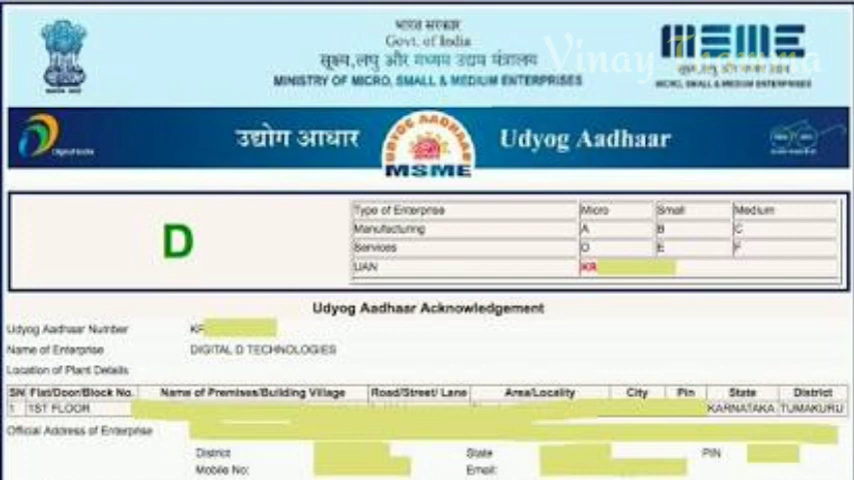 भारत सरकार
Govt. of India
सूक्ष्म,लघु और मध्यम उद्यम मंत्रालय
MINISTRY OF MICRO, SMALL & MEDIUM ENTERPRISES
Vinay
MSME
MICRO, SMALL & MEDIUM ENTERPRISES
Digital India
उद्योग आधार
UDYOG AADHAAR
MSME
Udyog Aadhaar
D
Type of Enterprise Micro Small Medium
Manufacturing A B C
Services D E F
UAN KR
Udyog Aadhaar Acknowledgement
Udyog Aadhaar Number
Name of Enterprise DIGITAL D TECHNOLOGIES
Location of Plant Details
SN Flat/Door/Block No. Name of Premises/Building Village Road/Street/ Lane Area/Locality City Pin State District
1 1ST FLOOR KARNATAKA TUMAKURU
Official Address of Enterprise
District State PIN
Mobile No: Email: